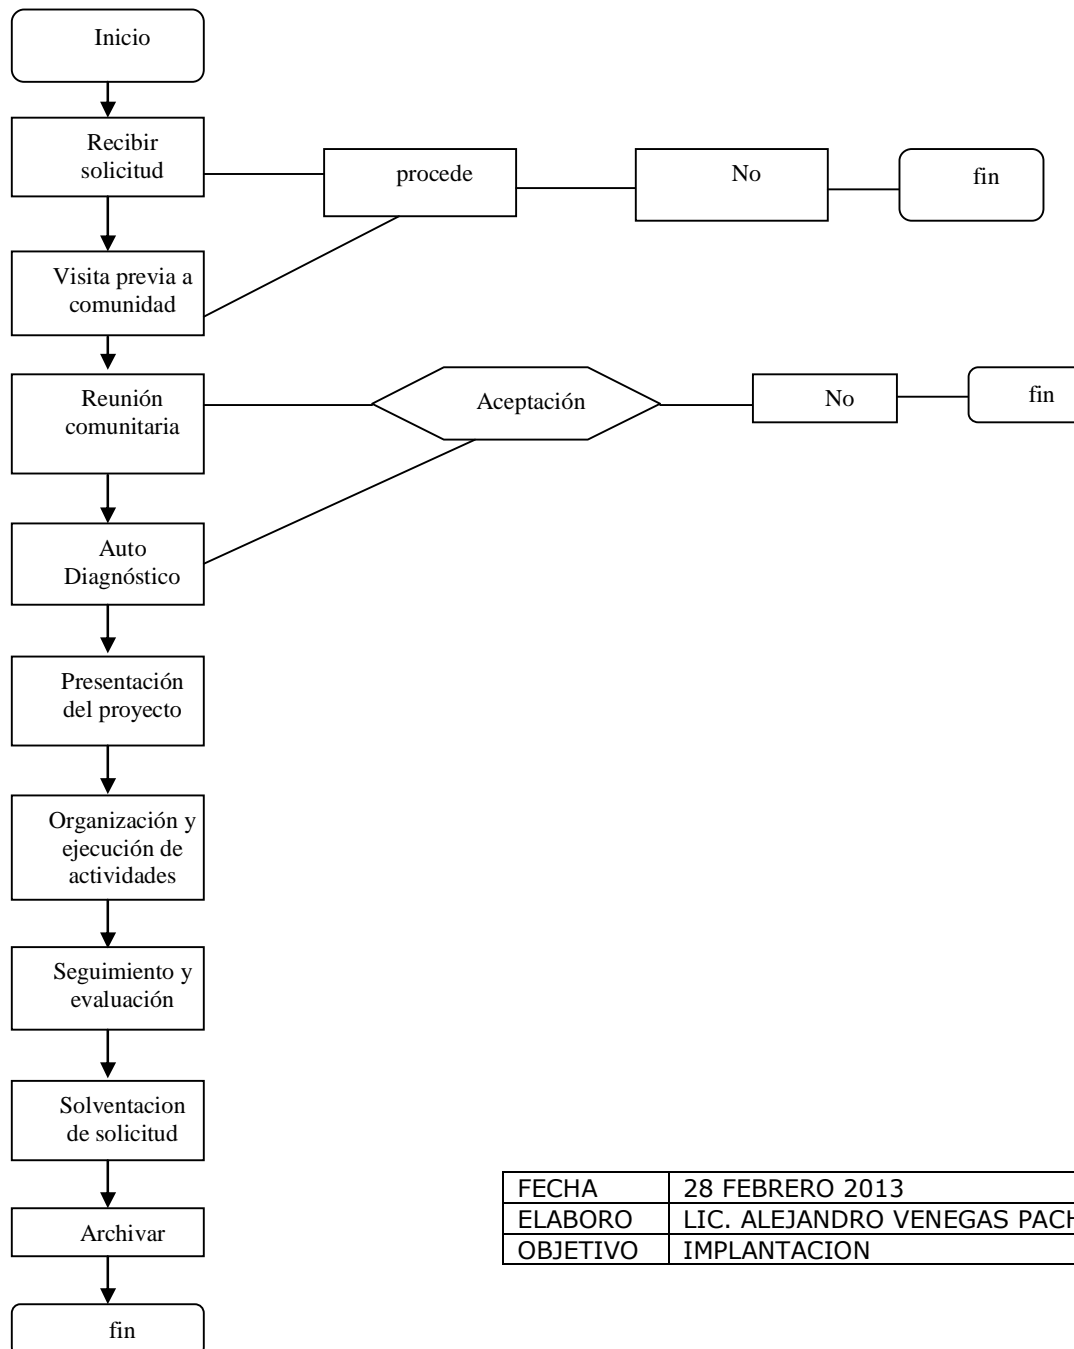 Inicio
Recibir
solicitud
procede
No
fin
Visita previa a
comunidad
Reunión
comunitaria
Aceptación
No
fin
Auto
Diagnóstico
Presentación
del proyecto
Organización y
ejecución de
actividades
Seguimiento y
evaluación
Solventacion
de solicitud
Archivar
fin
FECHA 28 FEBRERO 2013
ELABORO LIC. ALEJANDRO VENEGAS
OBJETIVO IMPLANTACION